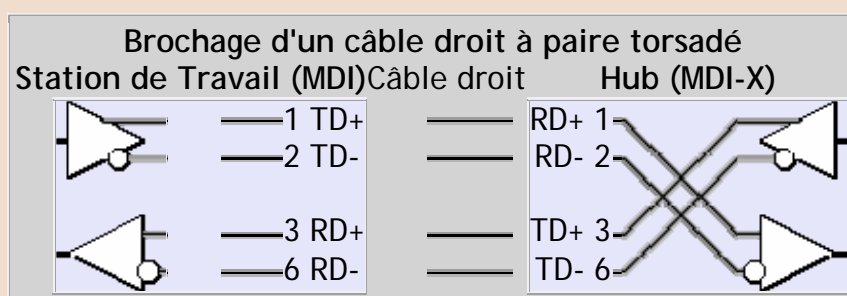 Brochage d'un câble droit à paire torsadé
Station de Travail (MDI) Câble droit Hub (MDI-X)
1 TD+ RD+ 1
2 TD- RD- 2
3 RD+ TD+ 3
6 RD- TD- 6